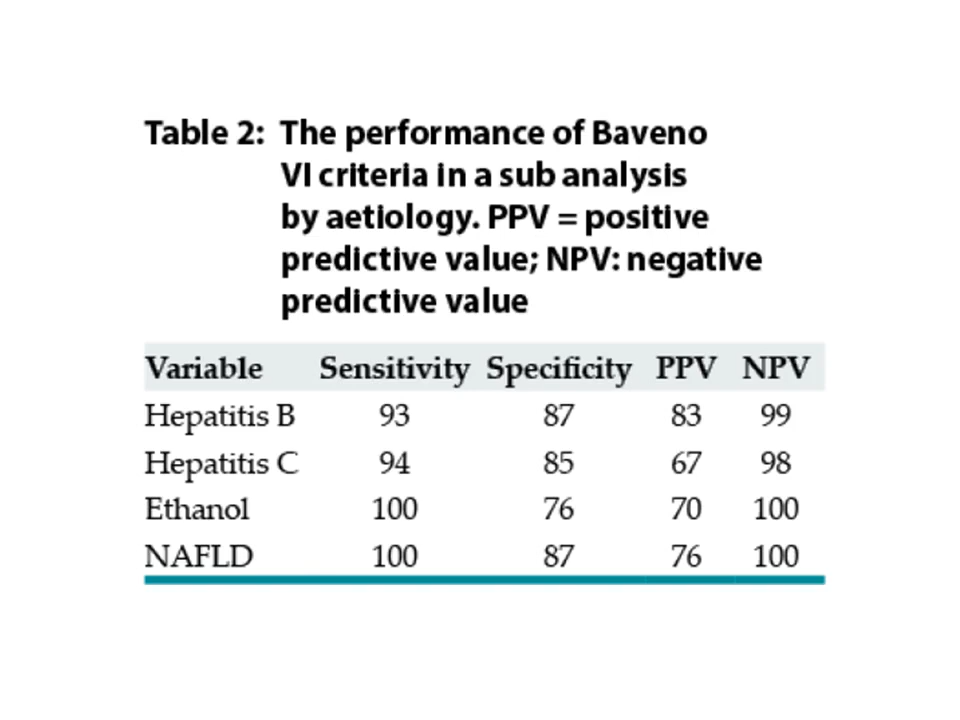 Table 2: The performance of Baveno
VI criteria in a sub analysis
by aetiology. PPV = positive
predictive value; NPV: negative
predictive value
Variable Sensitivity Specificity PPV NPV
Hepatitis B 93 87 83 99
Hepatitis C 94 85 67 98
Ethanol 100 76 70 100
NAFLD 100 87 76 100